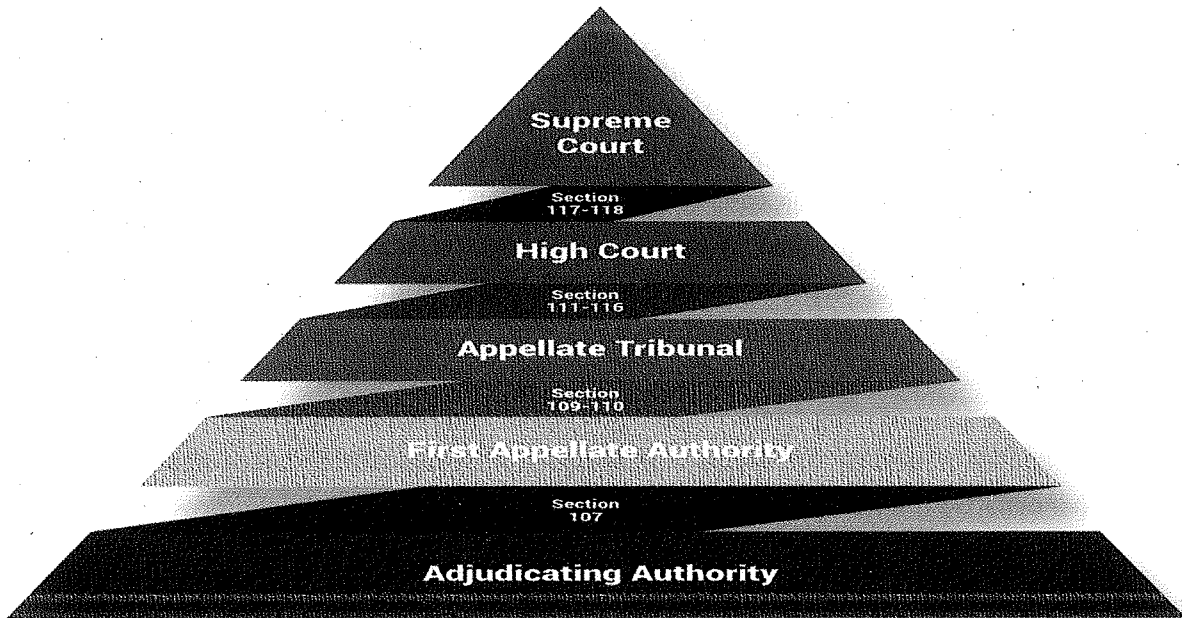 Supreme
Court
Section
117-118
High Court
Section
111-116
Appellate Tribunal
Section
109-110
First Appellate Authority
Section
107
Adjudicating Authority